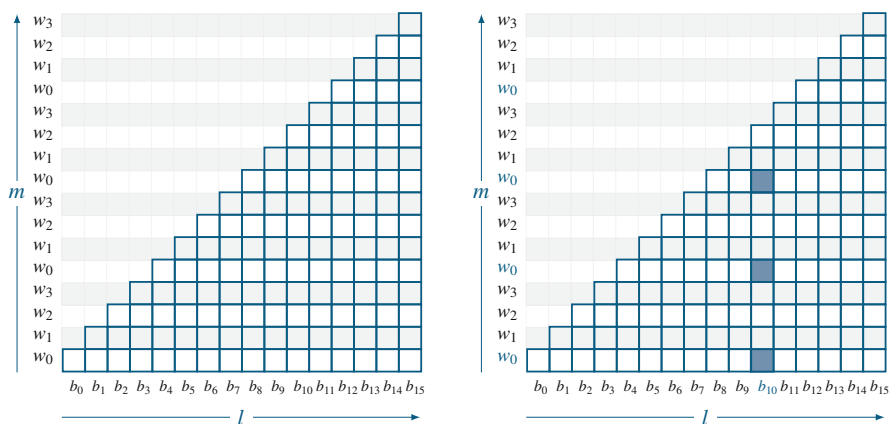 w₃
w₂
w₁
w₀
w₃
w₂
w₁
w₀
w₃
w₂
w₁
w₀
w₃
w₂
w₁
w₀
m
b₀ b₁ b₂ b₃ b₄ b₅ b₆ b₇ b₈ b₉ b₁₀ b₁₁ b₁₂ b₁₃ b₁₄ b₁₅
l
w₃
w₂
w₁
w₀
w₃
w₂
w₁
w₀
w₃
w₂
w₁
w₀
w₃
w₂
w₁
w₀
m
b₀ b₁ b₂ b₃ b₄ b₅ b₆ b₇ b₈ b₉ b₁₀ b₁₁ b₁₂ b₁₃ b₁₄ b₁₅
l